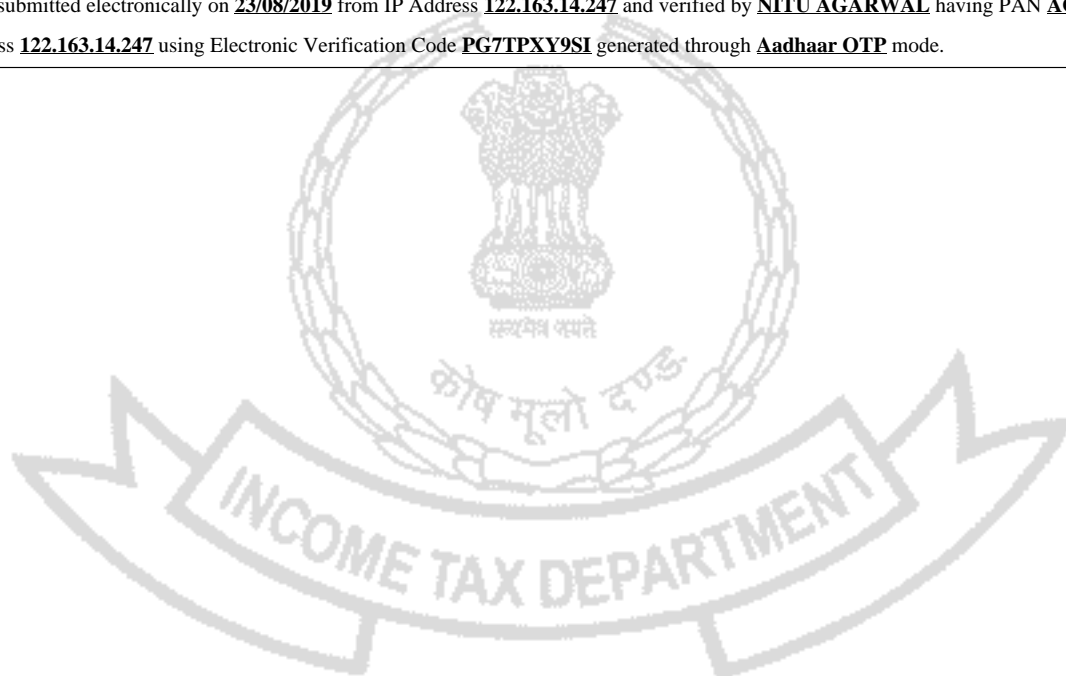 submitted electronically on 23/08/2019 from IP Address 122.163.14.247 and verified by NITU AGARWAL having PAN
ss 122.163.14.247 using Electronic Verification Code PG7TPXY9SI generated through Aadhaar OTP mode.
सत्यमेव जयते
कोष मूलो दण्ड:
INCOME TAX DEPARTMENT